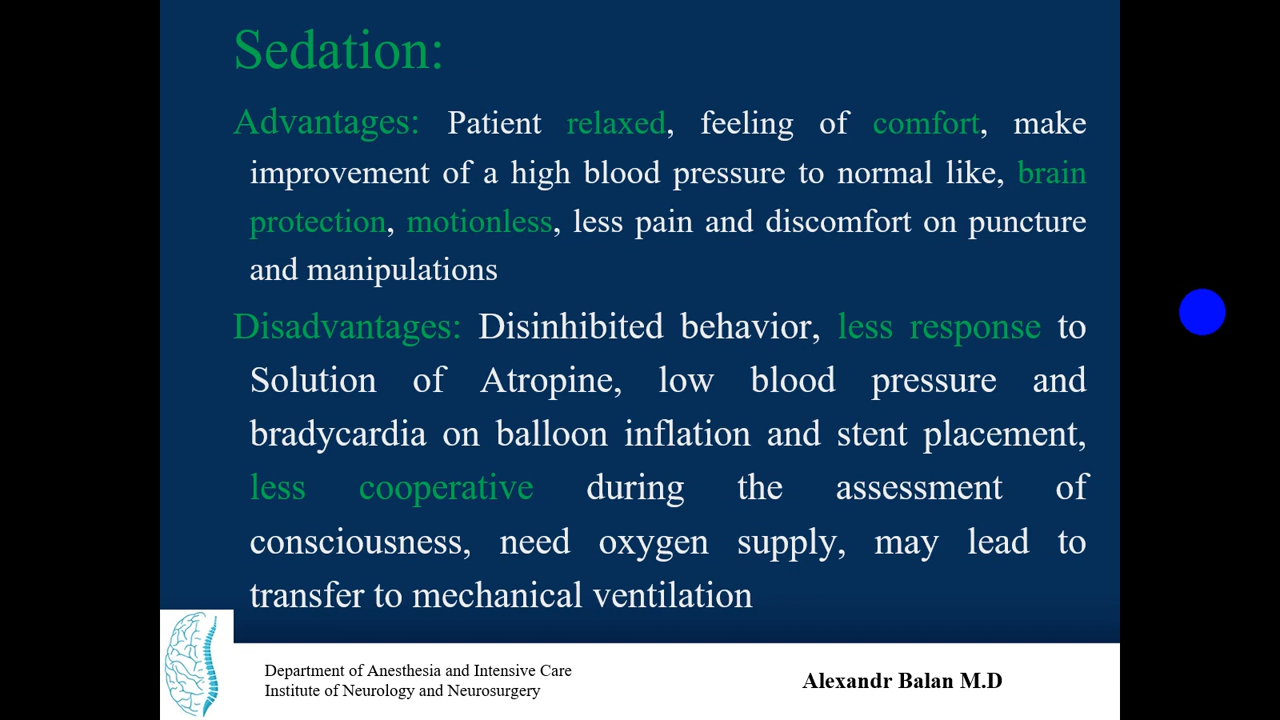 Sedation:
Advantages: Patient relaxed, feeling of comfort, make
improvement of a high blood pressure to normal like, brain
protection, motionless, less pain and discomfort on puncture
and manipulations
Disadvantages: Disinhibited behavior, less response to
Solution of Atropine, low blood pressure and
bradycardia on balloon inflation and stent placement,
less cooperative during the assessment of
consciousness, need oxygen supply, may lead to
transfer to mechanical ventilation
Department of Anesthesia and Intensive Care
Institute of Neurology and Neurosurgery
Alexandr Balan M.D